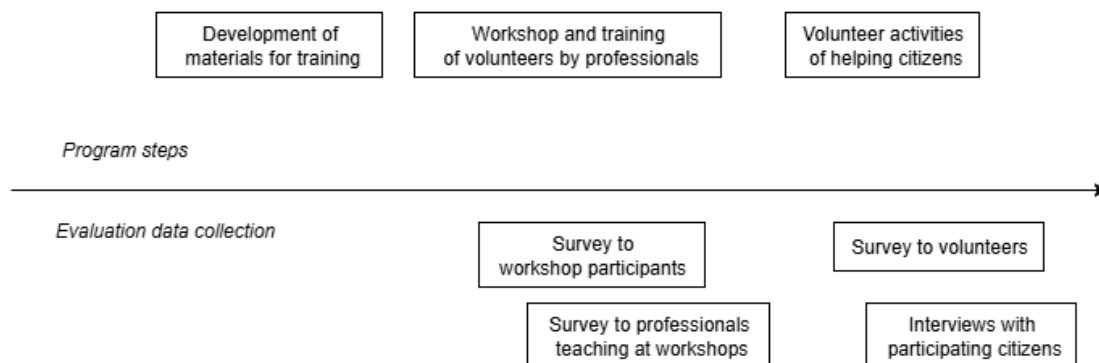 Development of
materials for training
Workshop and training
of volunteers by professionals
Volunteer activities
of helping citizens
Program steps
Evaluation data collection
Survey to
workshop participants
Survey to volunteers
Survey to professionals
teaching at workshops
Interviews with
participating citizens